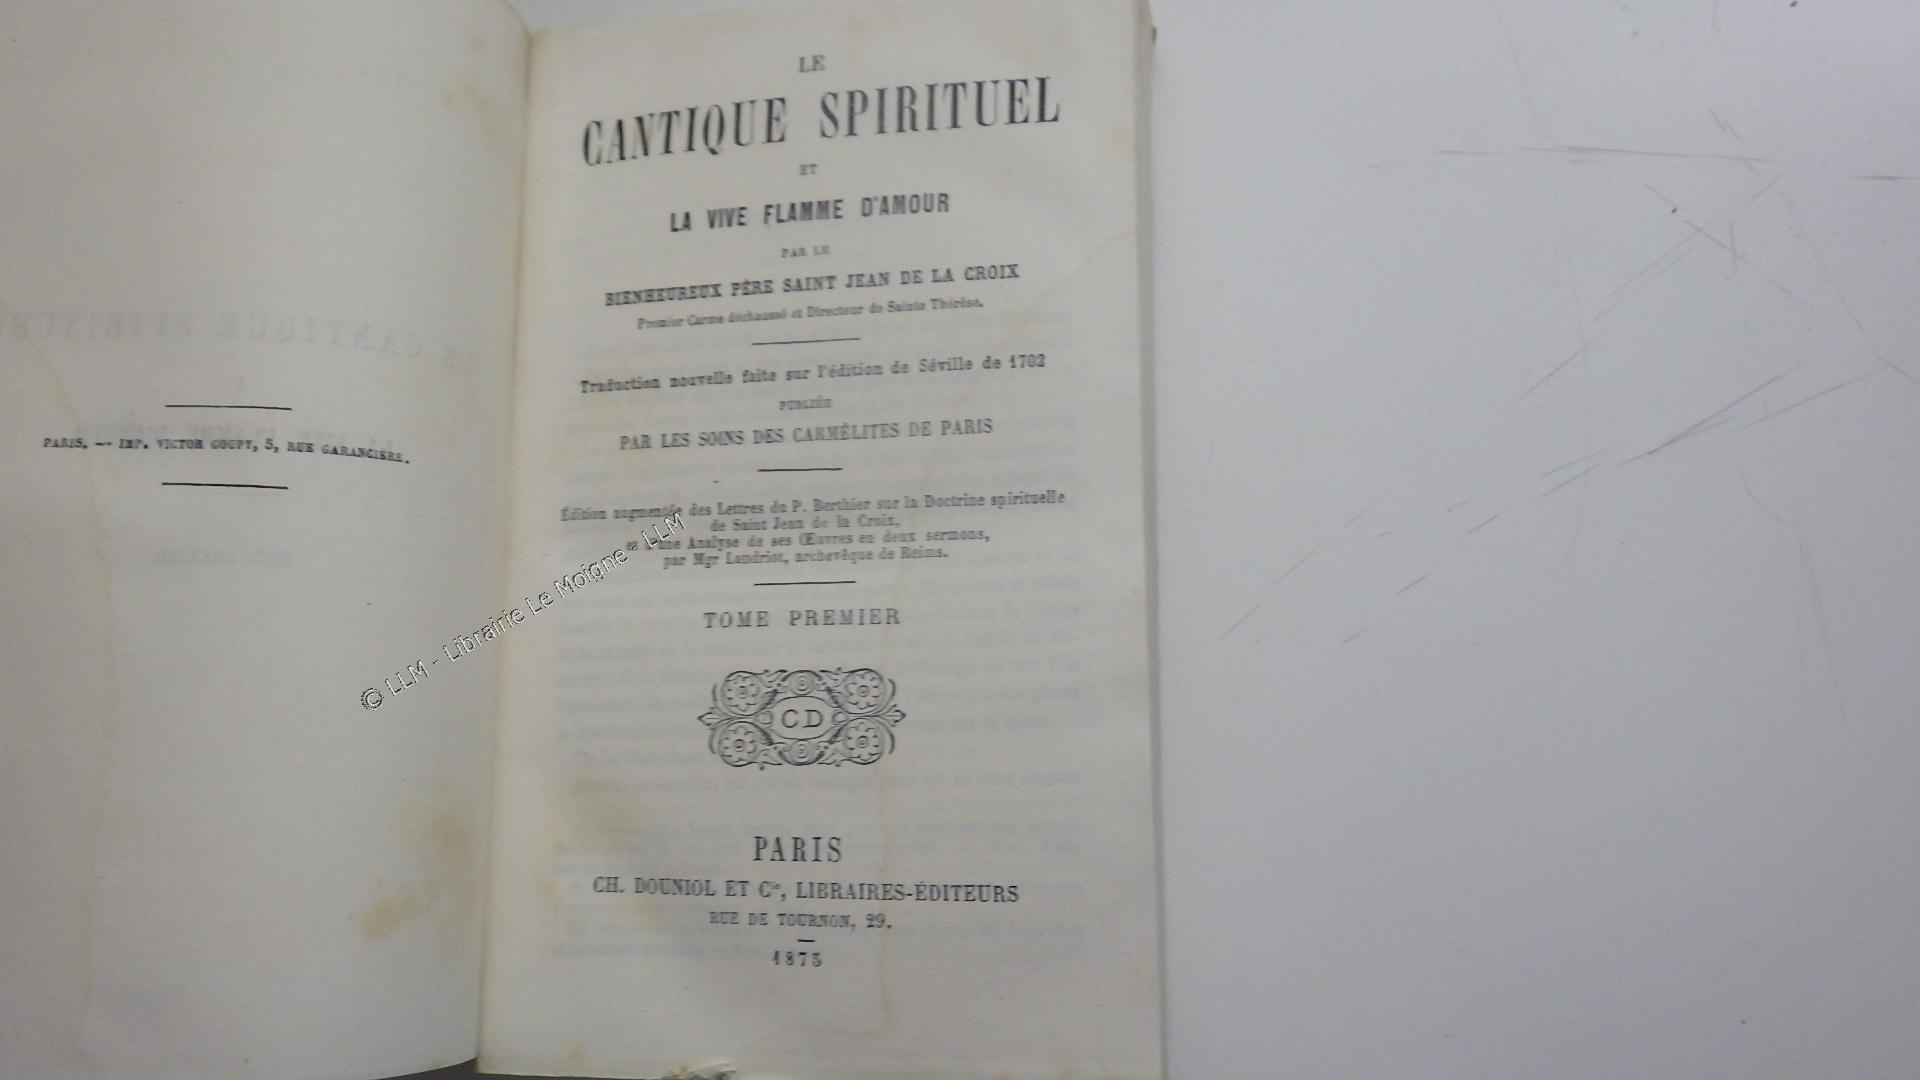 PARIS. — IMP. VICTOR GOUPY, 5, RUE GARANCIÈRE.
LE
CANTIQUE SPIRITUEL
ET
LA VIVE FLAMME D'AMOUR
PAR LE
BIENHEUREUX PÈRE SAINT JEAN DE LA CROIX
Premier Carme déchaussé et Directeur de Sainte Thérèse.
Traduction nouvelle faite sur l'édition de Séville de 1702
PUBLIÉE
PAR LES SOINS DES CARMÉLITES DE PARIS
Édition augmentée des Lettres du P. Berthier sur la Doctrine spirituelle
de Saint Jean de la Croix,
et d'une Analyse de ses Œuvres en deux sermons,
par Mgr Landriot, archevêque de Reims.
TOME PREMIER
CD
PARIS
CH. DOUNIOL ET Cie, LIBRAIRES-ÉDITEURS
RUE DE TOURNON, 29.
1875
© LLM - Librairie Le Moigne - LLM